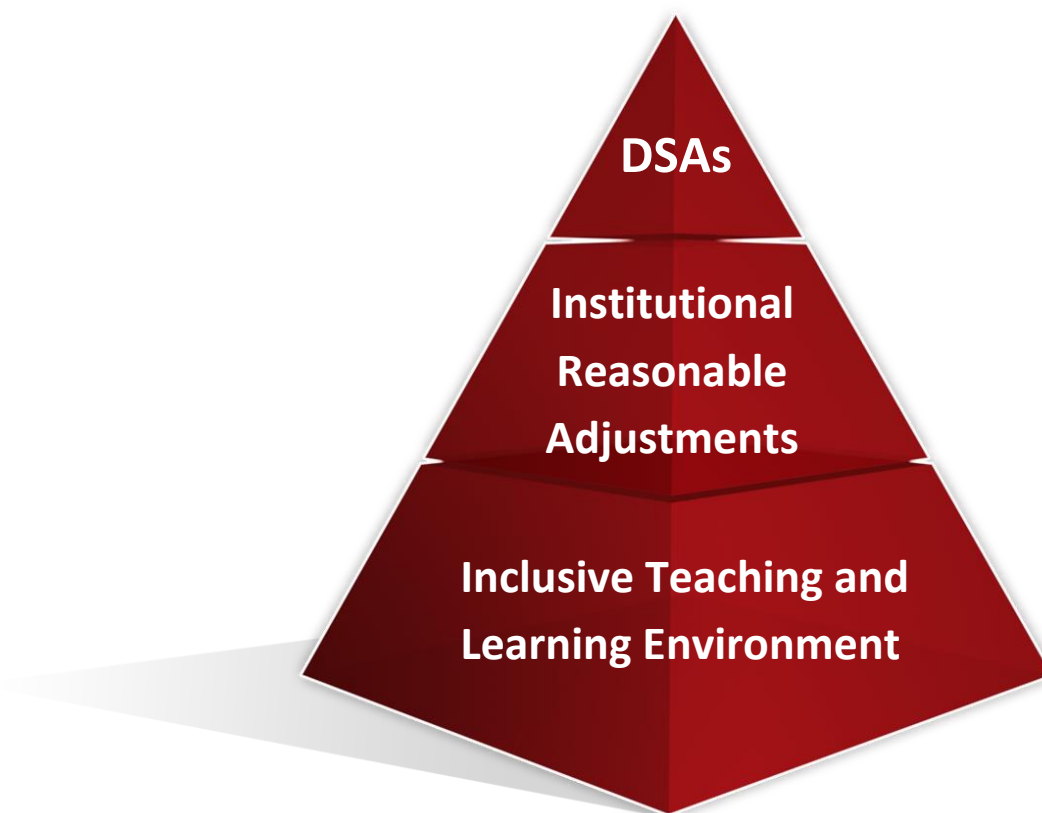 DSAs
Institutional
Reasonable
Adjustments
Inclusive Teaching and
Learning Environment